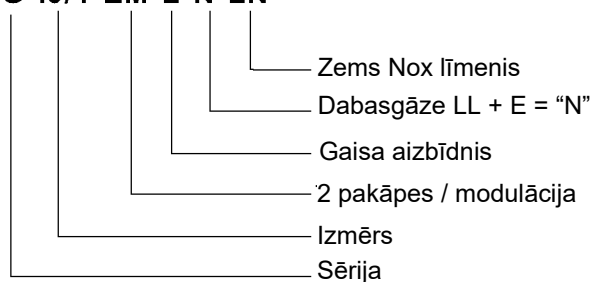 Zems Nox līmenis
Dabasgāze LL + E = “N”
Gaisa aizbīdnis
2 pakāpes / modulācija
Izmērs
Sērija